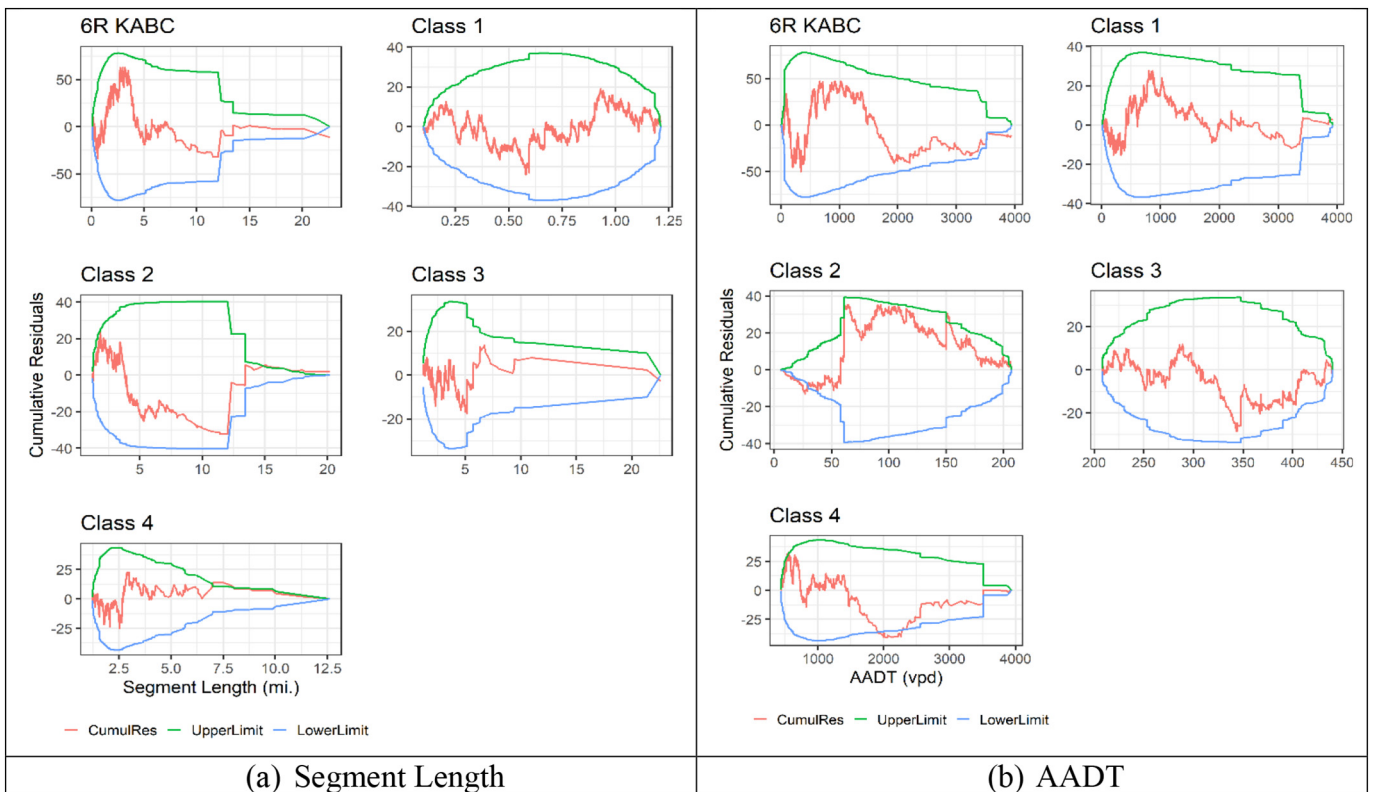 6R KABC
Class 1
50
0
-50
0 5 10 15 20
40
20
0
-20
-40
0.25 0.50 0.75 1.00 1.25
Class 2
Class 3
Cumulative Residuals
40
20
0
-20
-40
5 10 15 20
20
0
-20
5 10 15 20
Class 4
25
0
-25
2.5 5.0 7.5 10.0 12.5
Segment Length (mi.)
CumulRes UpperLimit LowerLimit
(a) Segment Length
6R KABC
Class 1
50
0
-50
0 1000 2000 3000 4000
40
20
0
-20
-40
0 1000 2000 3000 4000
Class 2
Class 3
Cumulative Residuals
40
20
0
-20
-40
0 50 100 150 200
20
0
-20
200 250 300 350 400 450
Class 4
25
0
-25
1000 2000 3000 4000
AADT (vpd)
CumulRes UpperLimit LowerLimit
(b) AADT